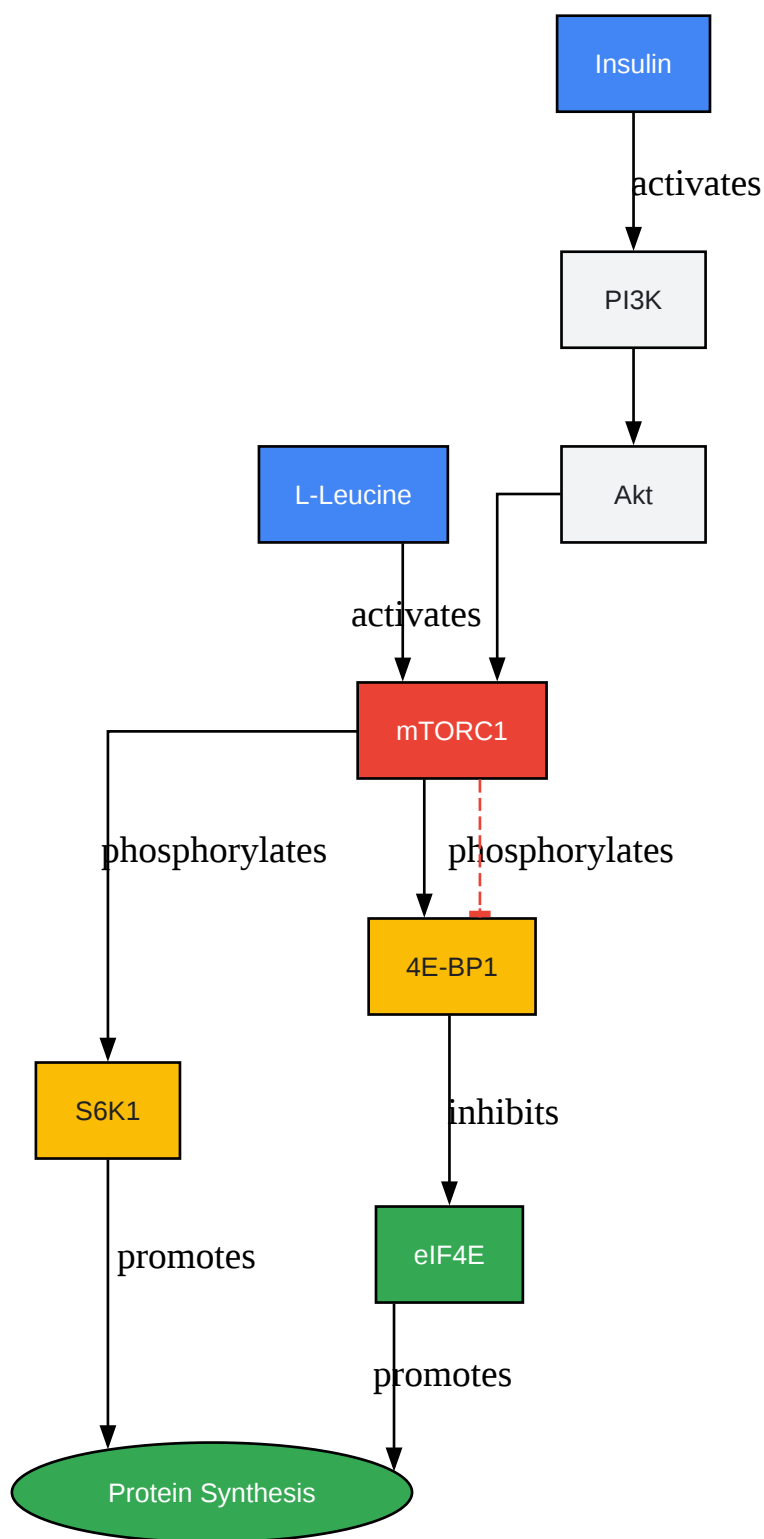 Insulin
activates
PI3K
L-Leucine
Akt
activates
mTORC1
phosphorylates
phosphorylates
4E-BP1
S6K1
inhibits
eIF4E
promotes
promotes
Protein Synthesis